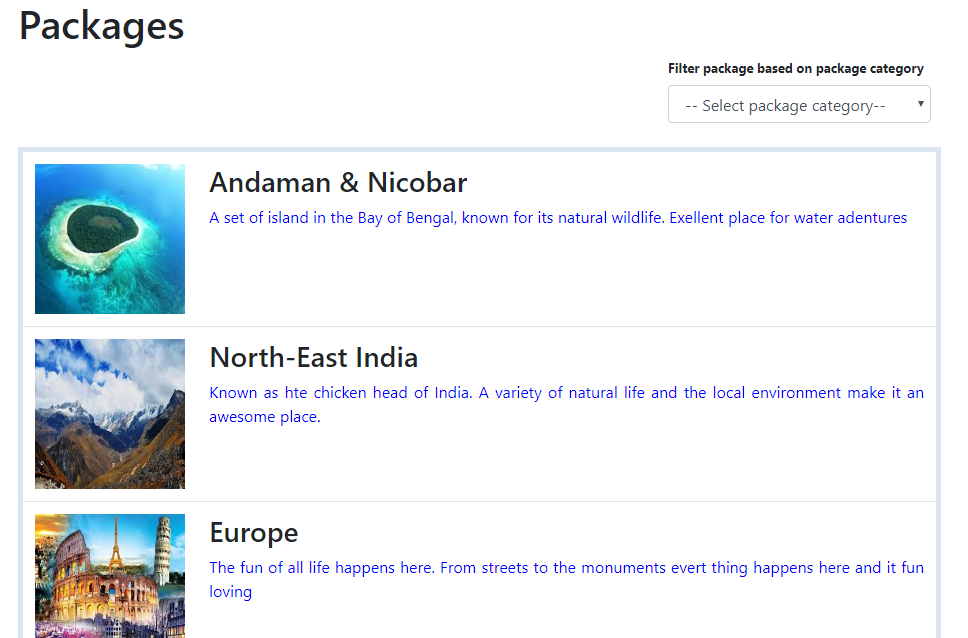 Packages
Filter package based on package category
-- Select package category--
Andaman & Nicobar
A set of island in the Bay of Bengal, known for its natural wildlife. Exellent place for water adentures
North-East India
Known as hte chicken head of India. A variety of natural life and the local environment make it an
awesome place.
Europe
The fun of all life happens here. From streets to the monuments evert thing happens here and it fun
loving